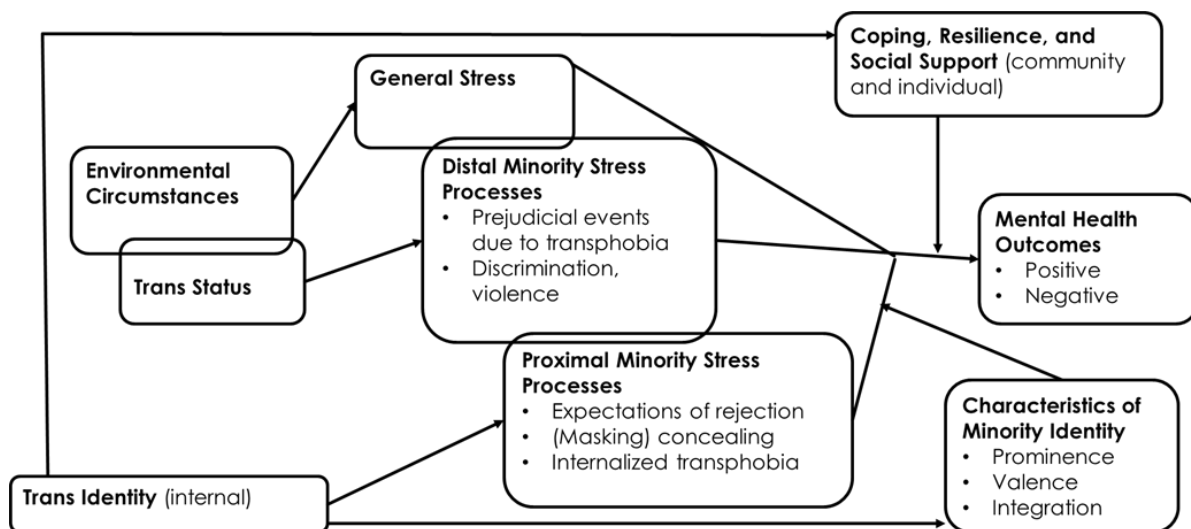 Coping, Resilience, and
Social Support (community
and individual)
General Stress
Environmental
Circumstances
Distal Minority Stress
Processes
• Prejudicial events
due to transphobia
• Discrimination,
violence
Mental Health
Outcomes
• Positive
• Negative
Trans Status
Proximal Minority Stress
Processes
• Expectations of rejection
• (Masking) concealing
• Internalized transphobia
Characteristics of
Minority Identity
• Prominence
• Valence
• Integration
Trans Identity (internal)